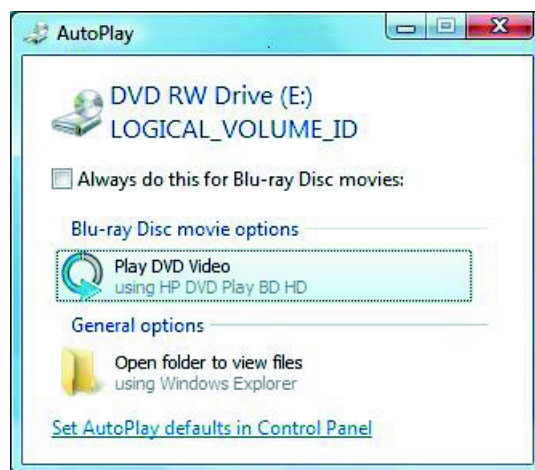 AutoPlay
DVD RW Drive (E:)
LOGICAL_VOLUME_ID
Always do this for Blu-ray Disc movies:
Blu-ray Disc movie options
Play DVD Video
using HP DVD Play BD HD
General options
Open folder to view files
using Windows Explorer
Set AutoPlay defaults in Control Panel